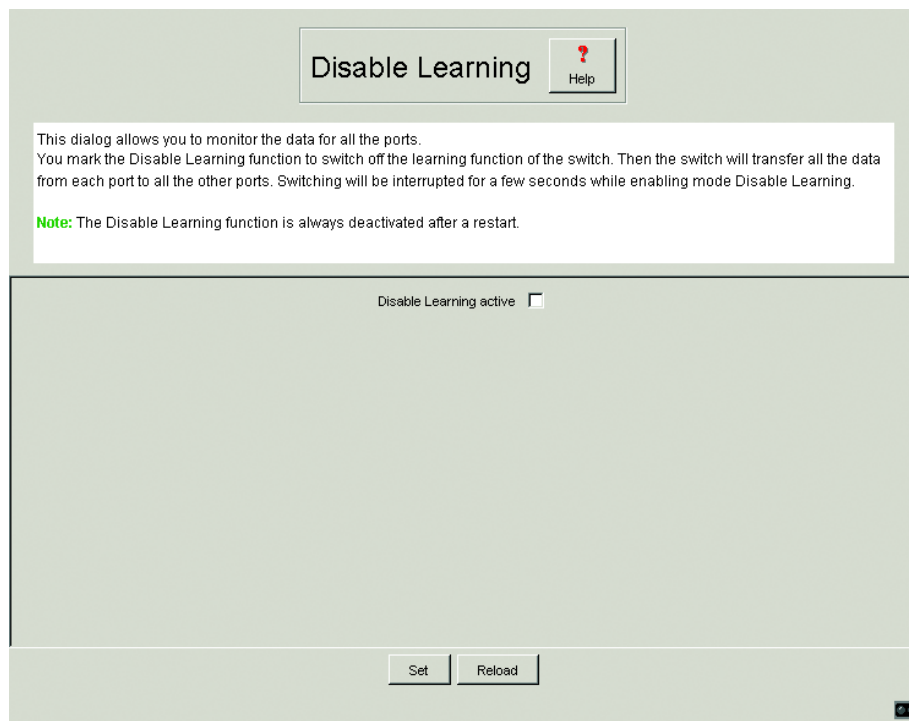 Disable Learning
?
Help
This dialog allows you to monitor the data for all the ports.
You mark the Disable Learning function to switch off the learning function of the switch. Then the switch will transfer all the data
from each port to all the other ports. Switching will be interrupted for a few seconds while enabling mode Disable Learning.
Note: The Disable Learning function is always deactivated after a restart.
Disable Learning active
Set
Reload